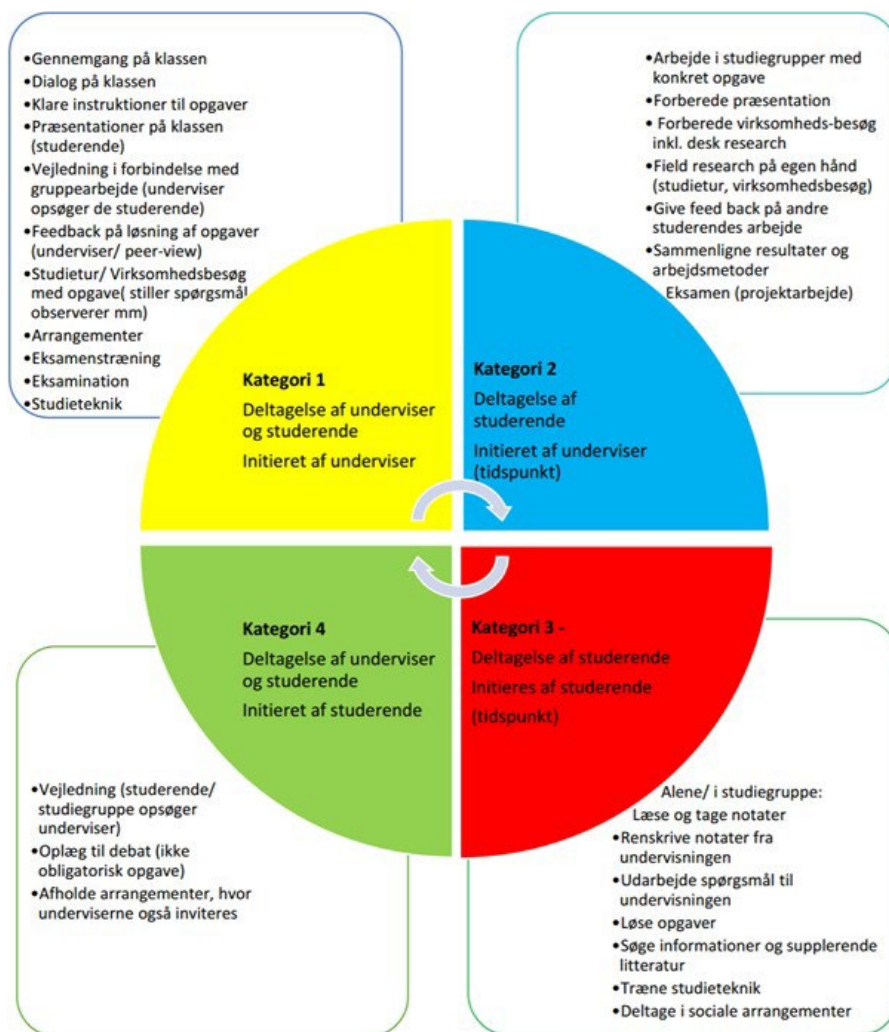 •Gennemgang på klassen
•Dialog på klassen
•Klare instruktioner til opgaver
•Præsentationer på klassen
(studerende)
•Vejledning i forbindelse med
gruppearbejde (underviser
opsøger de studerende)
•Feedback på løsning af opgaver
(underviser/ peer-view)
•Studietur/ Virksomhedsbesøg
med opgave( stiller spørgsmål
observerer mm)
•Arrangementer
•Eksamenstræning
•Eksamination
•Studieteknik
•Arbejde i studiegrupper med
konkret opgave
•Forberede præsentation
• Forberede virksomheds-besøg
inkl. desk research
•Field research på egen hånd
(studietur, virksomhedsbesøg)
•Give feed back på andre
studerendes arbejde
•Sammenligne resultater og
arbejdsmetoder
Eksamen (projektarbejde)
Kategori 1
Deltagelse af underviser
og studerende
Initieret af underviser
Kategori 2
Deltagelse af
studerende
Initieret af underviser
(tidspunkt)
Kategori 4
Deltagelse af underviser
og studerende
Initieret af studerende
Kategori 3 -
Deltagelse af studerende
Initieres af studerende
(tidspunkt)
•Vejledning (studerende/
studiegruppe opsøger
underviser)
•Oplæg til debat (ikke
obligatorisk opgave)
•Afholde arrangementer, hvor
underviserne også inviteres
Alene/ i studiegruppe:
Læse og tage notater
•Renskrive notater fra
undervisningen
•Udarbejde spørgsmål til
undervisningen
•Løse opgaver
•Søge informationer og supplerende
litteratur
•Træne studieteknik
•Deltage i sociale arrangementer